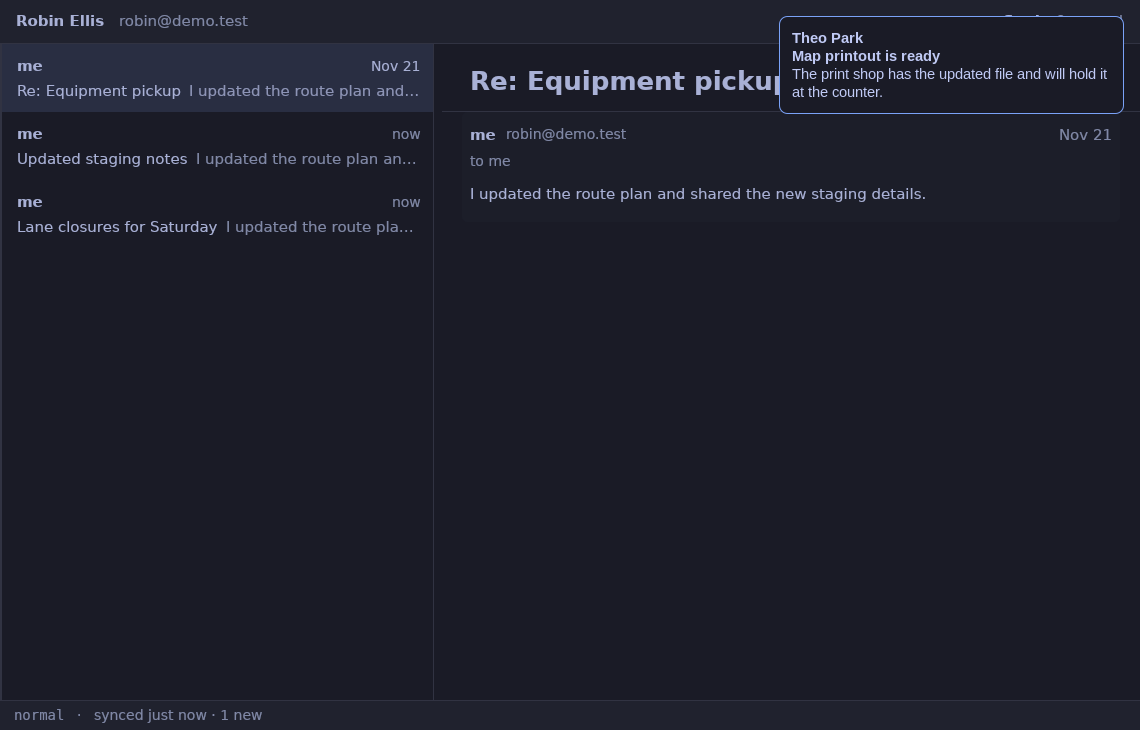 Robin Ellis robin@demo.test
me Nov 21
Re: Equipment pickup I updated the route plan and…
me now
Updated staging notes I updated the route plan an…
me now
Lane closures for Saturday I updated the route pla…
Theo Park
Map printout is ready
The print shop has the updated file and will hold it
at the counter.
Re: Equipment pickup
me robin@demo.test Nov 21
to me
I updated the route plan and shared the new staging details.
normal · synced just now · 1 new